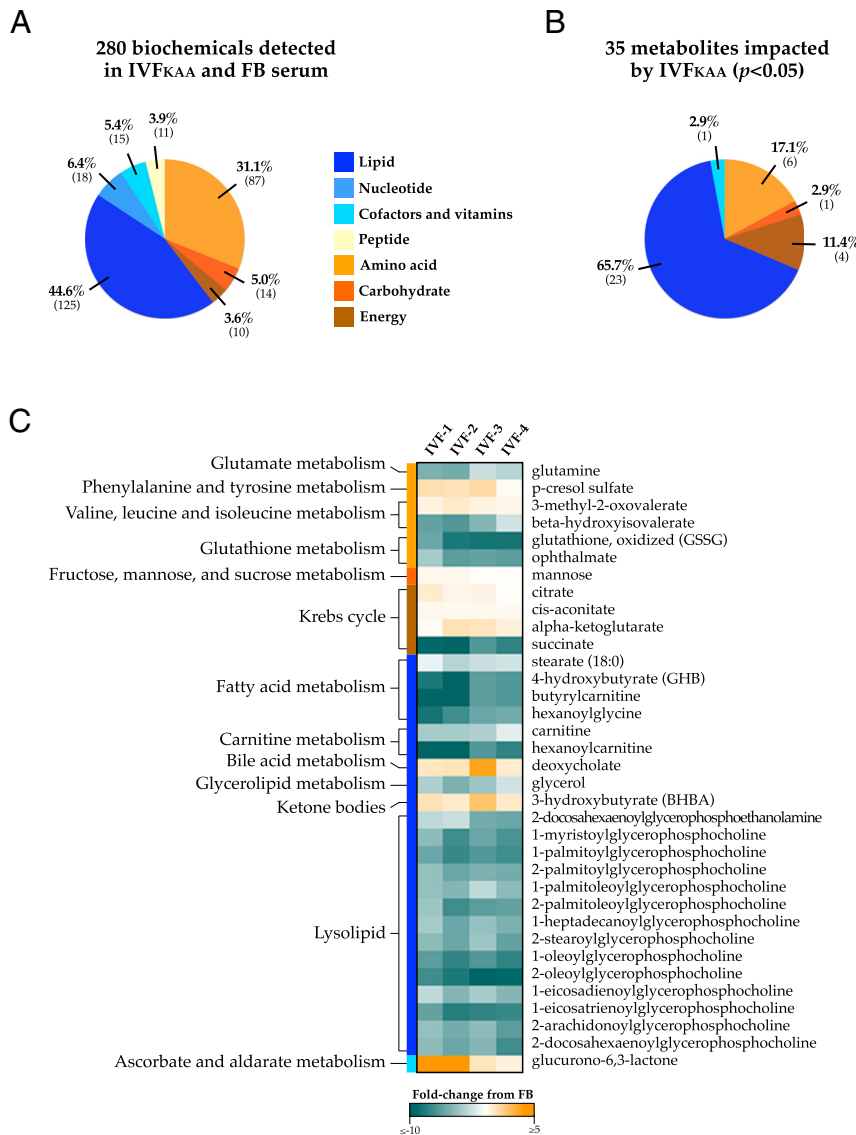 A
280 biochemicals detected
in IVFKAA and FB serum
3.9%
(11)
5.4%
(15)
6.4%
(18)
31.1%
(87)
44.6%
(125)
5.0%
(14)
3.6%
(10)
Lipid
Nucleotide
Cofactors and vitamins
Peptide
Amino acid
Carbohydrate
Energy
B
35 metabolites impacted
by IVFKAA (p<0.05)
2.9%
(1)
17.1%
(6)
2.9%
(1)
11.4%
(4)
65.7%
(23)
C
IVF-1
IVF-2
IVF-3
IVF-4
Glutamate metabolism
Phenylalanine and tyrosine metabolism
Valine, leucine and isoleucine metabolism
Glutathione metabolism
Fructose, mannose, and sucrose metabolism
Krebs cycle
Fatty acid metabolism
Carnitine metabolism
Bile acid metabolism
Glycerolipid metabolism
Ketone bodies
Lysolipid
Ascorbate and aldarate metabolism
glutamine
p-cresol sulfate
3-methyl-2-oxovalerate
beta-hydroxyisovalerate
glutathione, oxidized (GSSG)
ophthalmate
mannose
citrate
cis-aconitate
alpha-ketoglutarate
succinate
stearate (18:0)
4-hydroxybutyrate (GHB)
butyrylcarnitine
hexanoylglycine
carnitine
hexanoylcarnitine
deoxycholate
glycerol
3-hydroxybutyrate (BHBA)
2-docosahexaenoylglycerophosphoethanolamine
1-myristoylglycerophosphocholine
1-palmitoylglycerophosphocholine
2-palmitoylglycerophosphocholine
1-palmitoleoylglycerophosphocholine
2-palmitoleoylglycerophosphocholine
1-heptadecanoylglycerophosphocholine
2-stearoylglycerophosphocholine
1-oleoylglycerophosphocholine
2-oleoylglycerophosphocholine
1-eicosadienoylglycerophosphocholine
1-eicosatrienoylglycerophosphocholine
2-arachidonoylglycerophosphocholine
2-docosahexaenoylglycerophosphocholine
glucurono-6,3-lactone
Fold-change from FB
≤-10
≥5